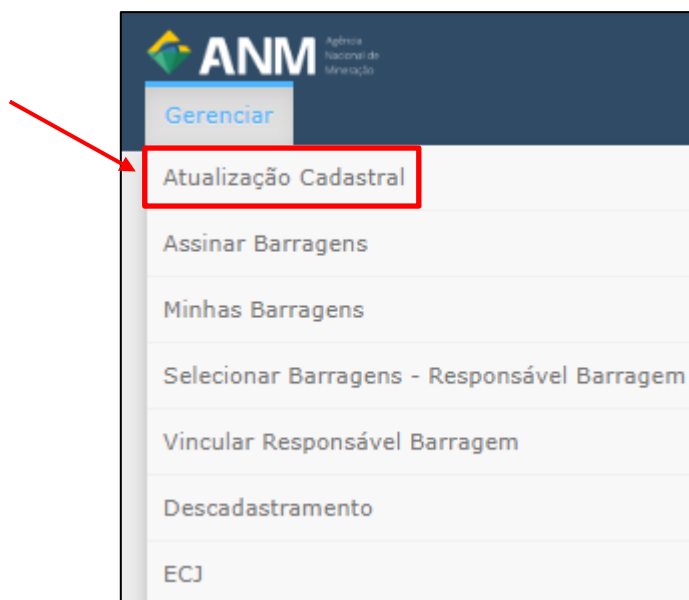 ANM
Agência
Nacional de
Mineração
Gerenciar
Atualização Cadastral
Assinar Barragens
Minhas Barragens
Selecionar Barragens - Responsável Barragem
Vincular Responsável Barragem
Descadastramento
ECJ